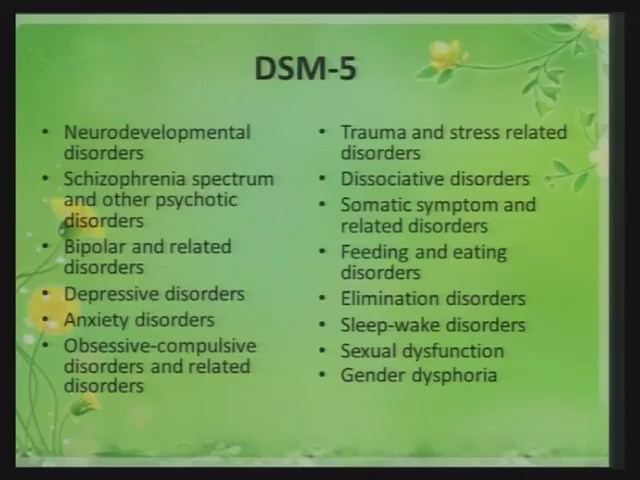 DSM-5
• Neurodevelopmental
disorders
• Schizophrenia spectrum
and other psychotic
disorders
• Bipolar and related
disorders
• Depressive disorders
• Anxiety disorders
• Obsessive-compulsive
disorders and related
disorders
• Trauma and stress related
disorders
• Dissociative disorders
• Somatic symptom and
related disorders
• Feeding and eating
disorders
• Elimination disorders
• Sleep-wake disorders
• Sexual dysfunction
• Gender dysphoria